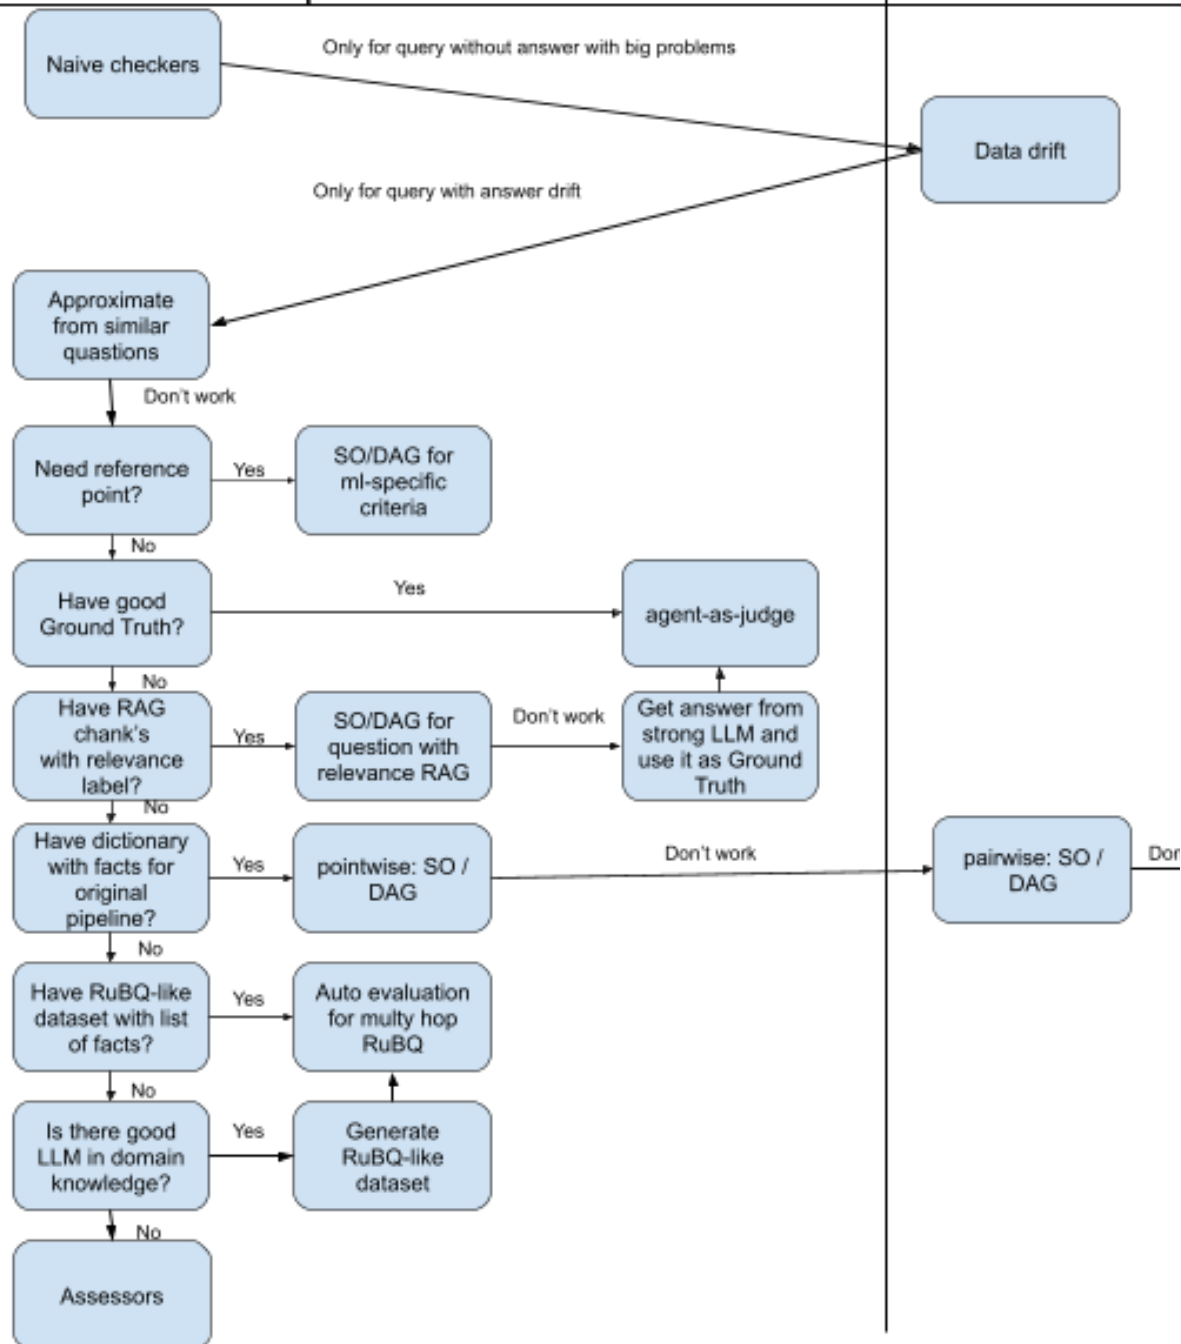 Naive checkers
Only for query without answer with big problems
Data drift
Only for query with answer drift
Approximate
from similar
quastions
Don't work
Need reference
point?
Yes
SO/DAG for
ml-specific
criteria
No
Have good
Ground Truth?
Yes
agent-as-judge
No
Have RAG
chank's
with relevance
label?
Yes
SO/DAG for
question with
relevance RAG
Don't work
Get answer from
strong LLM and
use it as Ground
Truth
No
Have dictionary
with facts for
original
pipeline?
Yes
pointwise: SO /
DAG
Don't work
pairwise: SO /
DAG
No
Have RuBQ-like
dataset with list
of facts?
Yes
Auto evaluation
for multy hop
RuBQ
No
Is there good
LLM in domain
knowledge?
Yes
Generate
RuBQ-like
dataset
No
Assessors